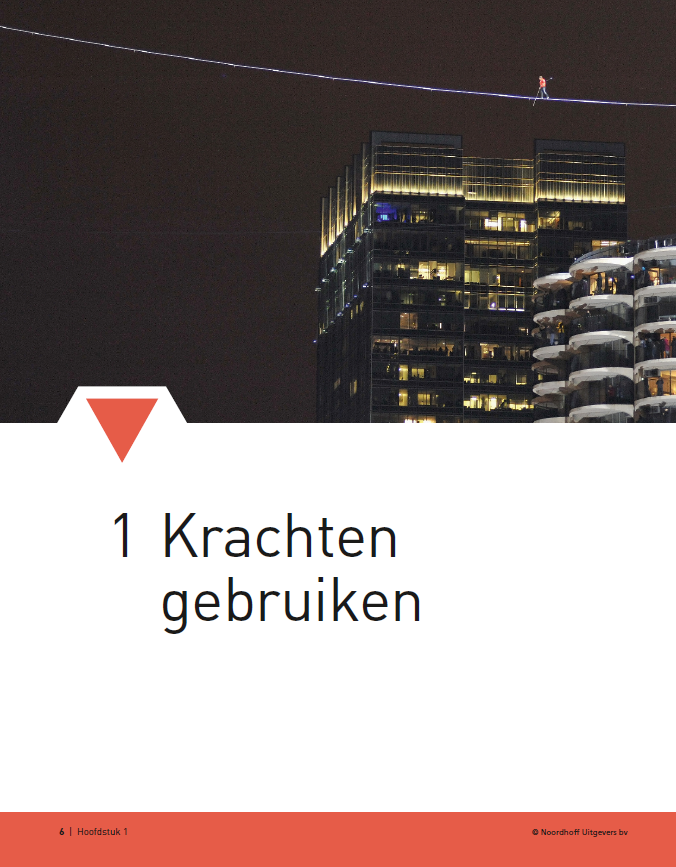 1 Krachten
gebruiken
6 | Hoofdstuk 1
© Noordhoff Uitgevers bv